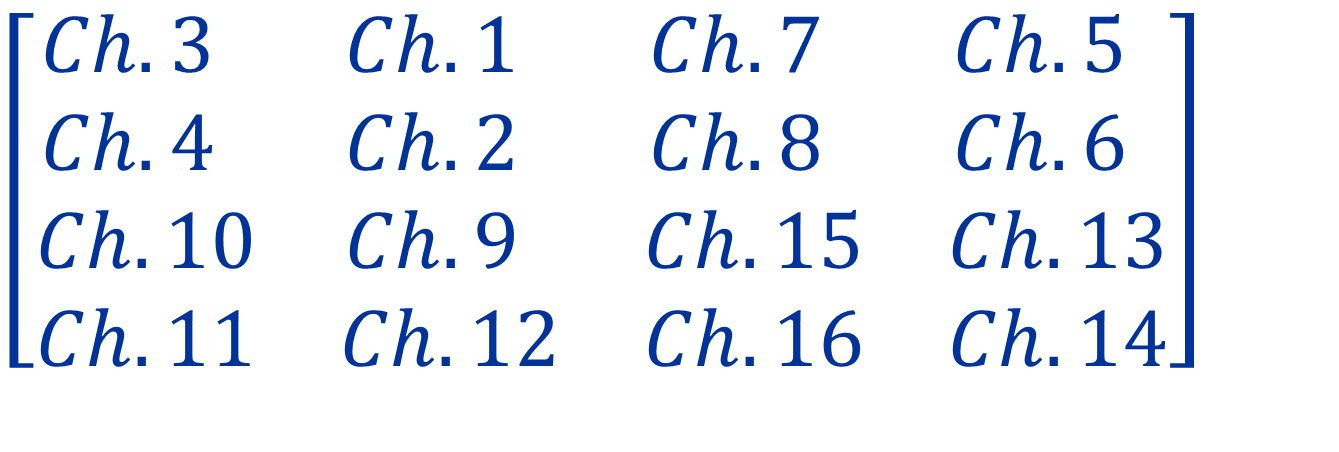 Ch. 3 Ch. 1 Ch. 7 Ch. 5
Ch. 4 Ch. 2 Ch. 8 Ch. 6
Ch. 10 Ch. 9 Ch. 15 Ch. 13
Ch. 11 Ch. 12 Ch. 16 Ch. 14